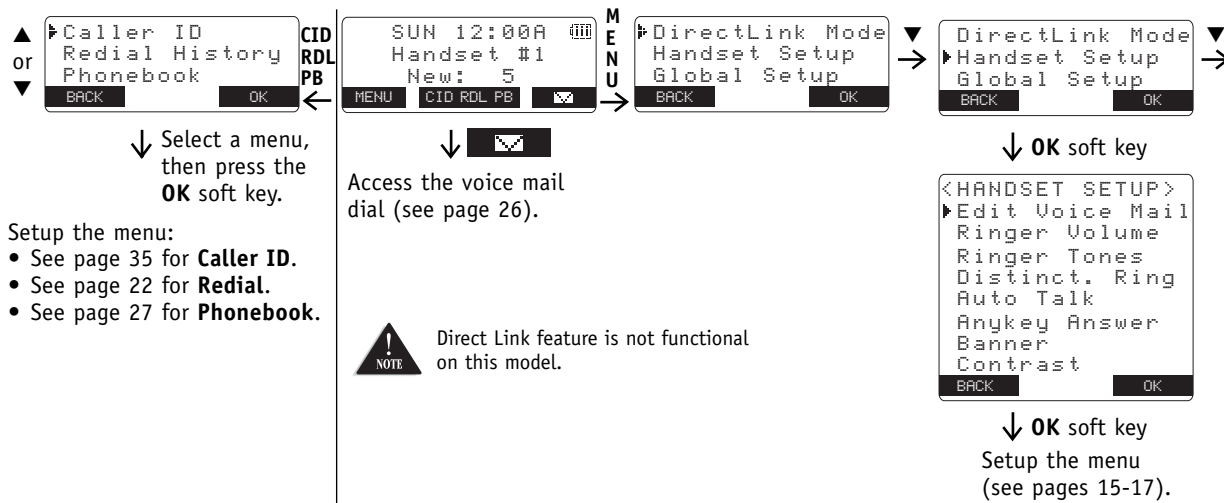 ▲
or
▼
Caller ID
Redial History
Phonebook
BACK OK
CID
RDL
PB
←
↓ Select a menu,
then press the
OK soft key.
Setup the menu:
• See page 35 for Caller ID.
• See page 22 for Redial.
• See page 27 for Phonebook.
SUN 12:00A
Handset #1
New: 5
MENU CID RDL PB
MENU
→
↓
Access the voice mail
dial (see page 26).
!
NOTE
Direct Link feature is not functional
on this model.
DirectLink Mode
Handset Setup
Global Setup
BACK OK
▼
→
DirectLink Mode
Handset Setup
Global Setup
BACK OK
▼
→
↓ OK soft key
<HANDSET SETUP>
Edit Voice Mail
Ringer Volume
Ringer Tones
Distinct. Ring
Auto Talk
Anykey Answer
Banner
Contrast
BACK OK
↓ OK soft key
Setup the menu
(see pages 15-17).